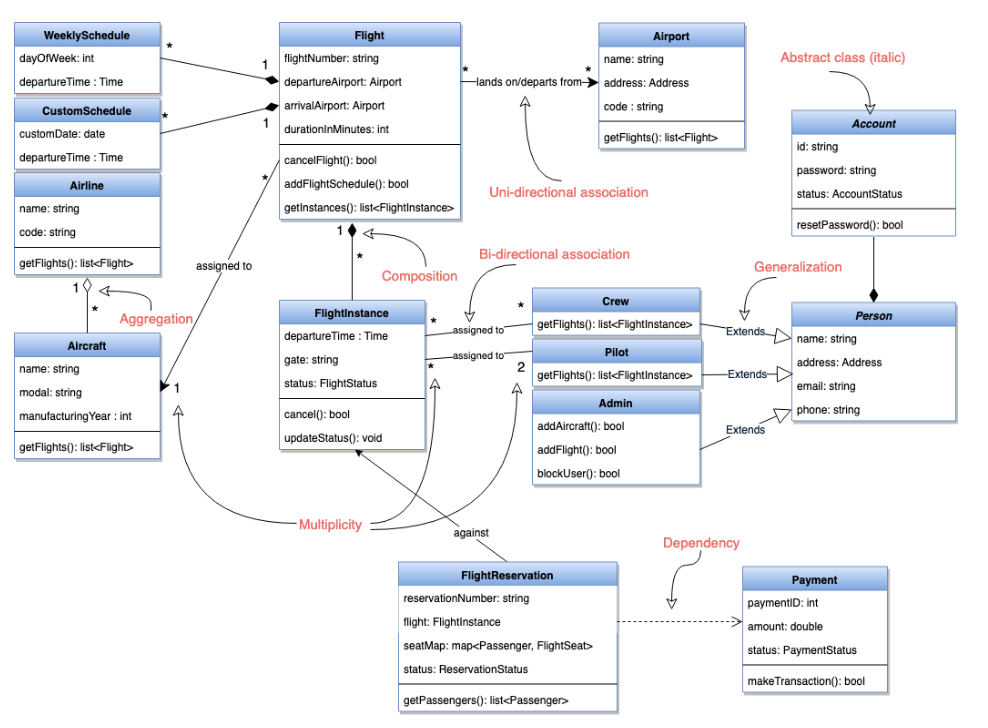 WeeklySchedule
dayOfWeek: int
departureTime : Time
*
1
CustomSchedule
customDate: date
departureTime : Time
*
1
Airline
name: string
code: string
getFlights(): list<Flight>
1
*
Aggregation
Aircraft
name: string
modal: string
manufacturingYear : int
getFlights(): list<Flight>
1
Flight
flightNumber: string
departureAirport: Airport
arrivalAirport: Airport
durationInMinutes: int
cancelFlight(): bool
addFlightSchedule(): bool
getInstances(): list<FlightInstance>
*
assigned to
*
lands on/departs from
*
Airport
name: string
address: Address
code : string
getFlights(): list<Flight>
Uni-directional association
Abstract class (italic)
Account
id: string
password: string
status: AccountStatus
resetPassword(): bool
1
*
Composition
Bi-directional association
Generalization
FlightInstance
departureTime : Time
gate: string
status: FlightStatus
cancel(): bool
updateStatus(): void
*
assigned to
*
*
assigned to
2
Crew
getFlights(): list<FlightInstance>
Pilot
getFlights(): list<FlightInstance>
Admin
addAircraft(): bool
addFlight(): bool
blockUser(): bool
Extends
Extends
Extends
Person
name: string
address: Address
email: string
phone: string
Multiplicity
against
Dependency
FlightReservation
reservationNumber: string
flight: FlightInstance
seatMap: map<Passenger, FlightSeat>
status: ReservationStatus
getPassengers(): list<Passenger>
Payment
paymentID: int
amount: double
status: PaymentStatus
makeTransaction(): bool